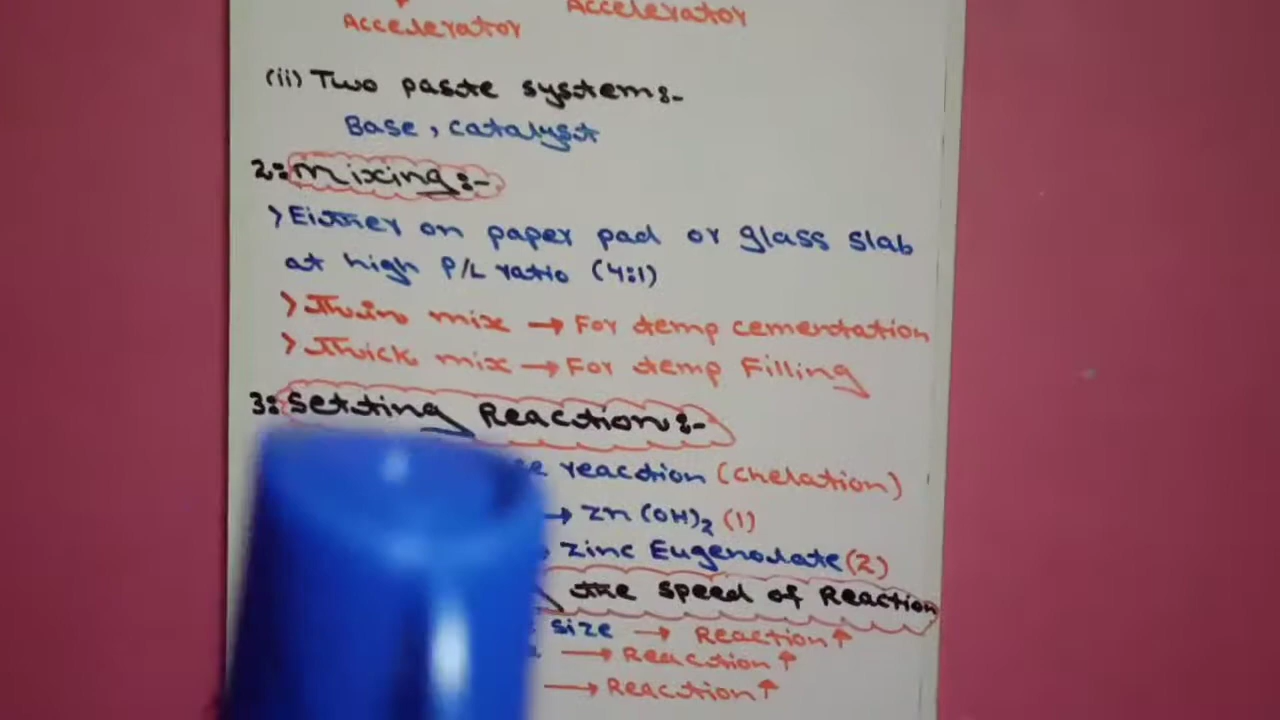 Accelerator
Accelerator
(ii) Two paste system:-
Base, catalyst
2: Mixing:-
> Either on paper pad or glass slab
at high P/L ratio (4:1)
> Thin mix → For temp cementation
> Thick mix → For temp Filling
3: Setting Reaction:-
reaction (chelation)
→ Zn(OH)₂ (1)
Zinc Eugenolate (2)
the speed of Reaction
size → Reaction↑
→ Reaction↑
→ Reaction↑